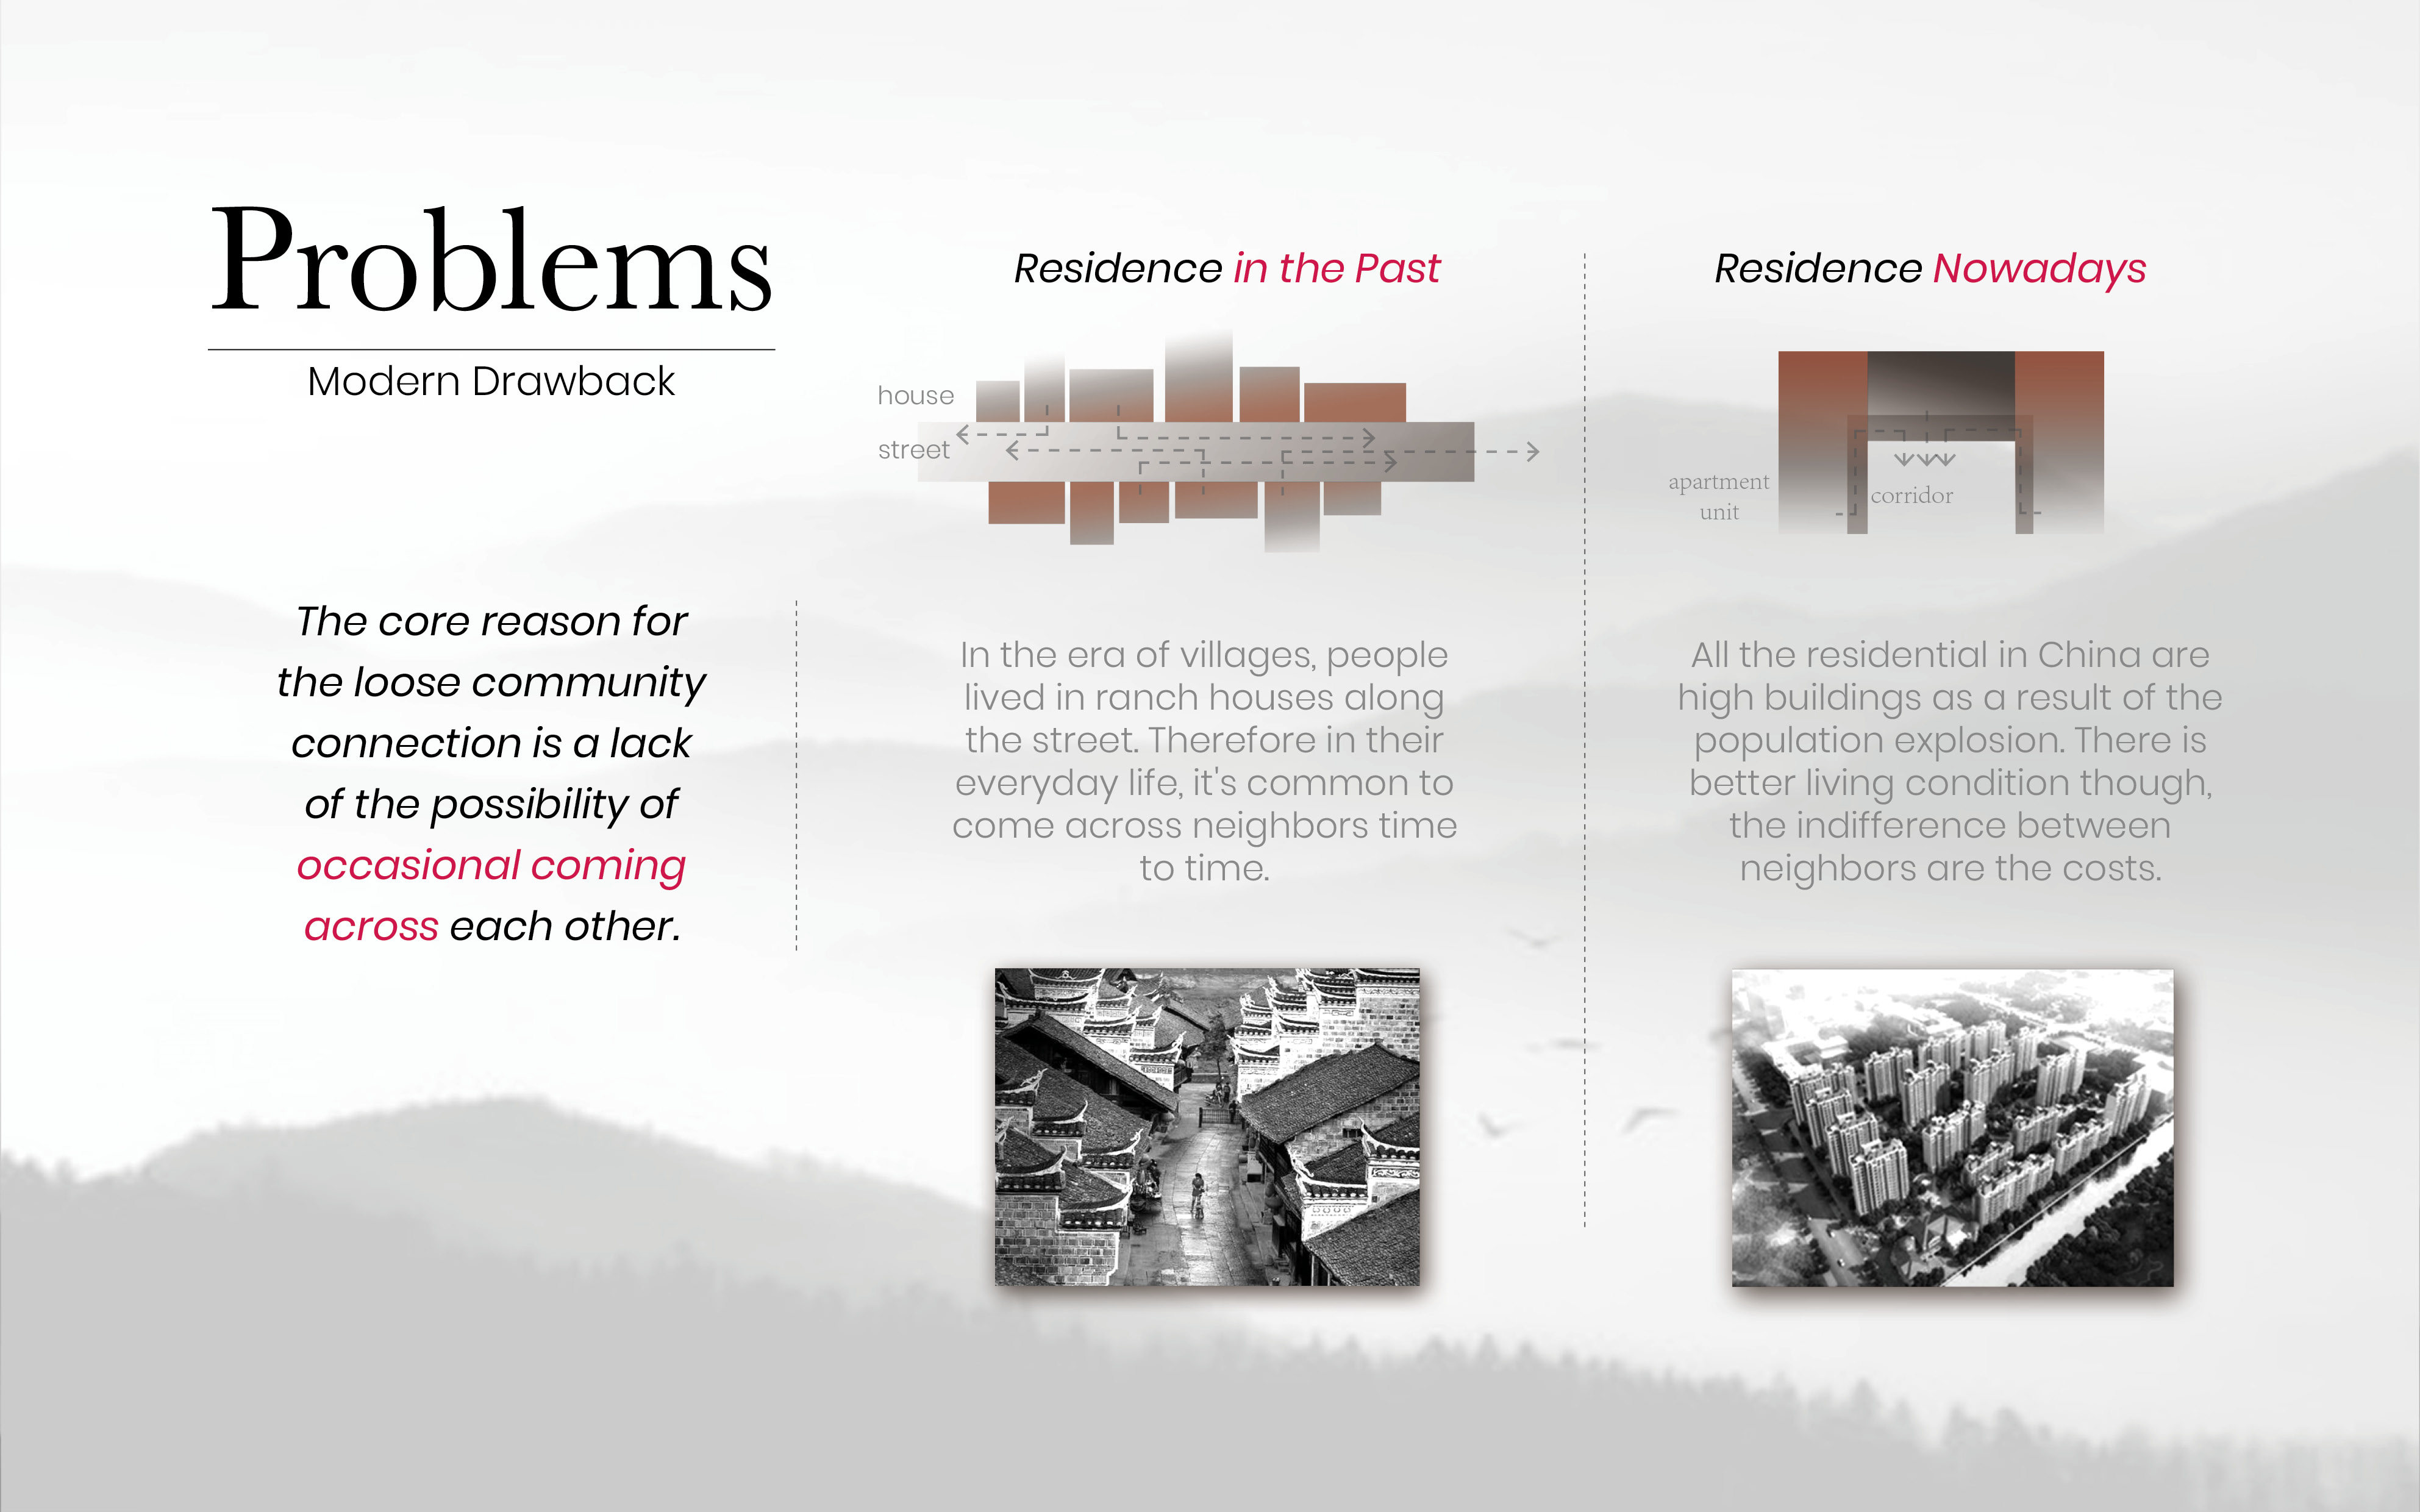 Problems
Modern Drawback
The core reason for
the loose community
connection is a lack
of the possibility of
occasional coming
across each other.
Residence in the Past
house
street
In the era of villages, people
lived in ranch houses along
the street. Therefore in their
everyday life, it's common to
come across neighbors time
to time.
Residence Nowadays
apartment
unit
corridor
All the residential in China are
high buildings as a result of the
population explosion. There is
better living condition though,
the indifference between
neighbors are the costs.